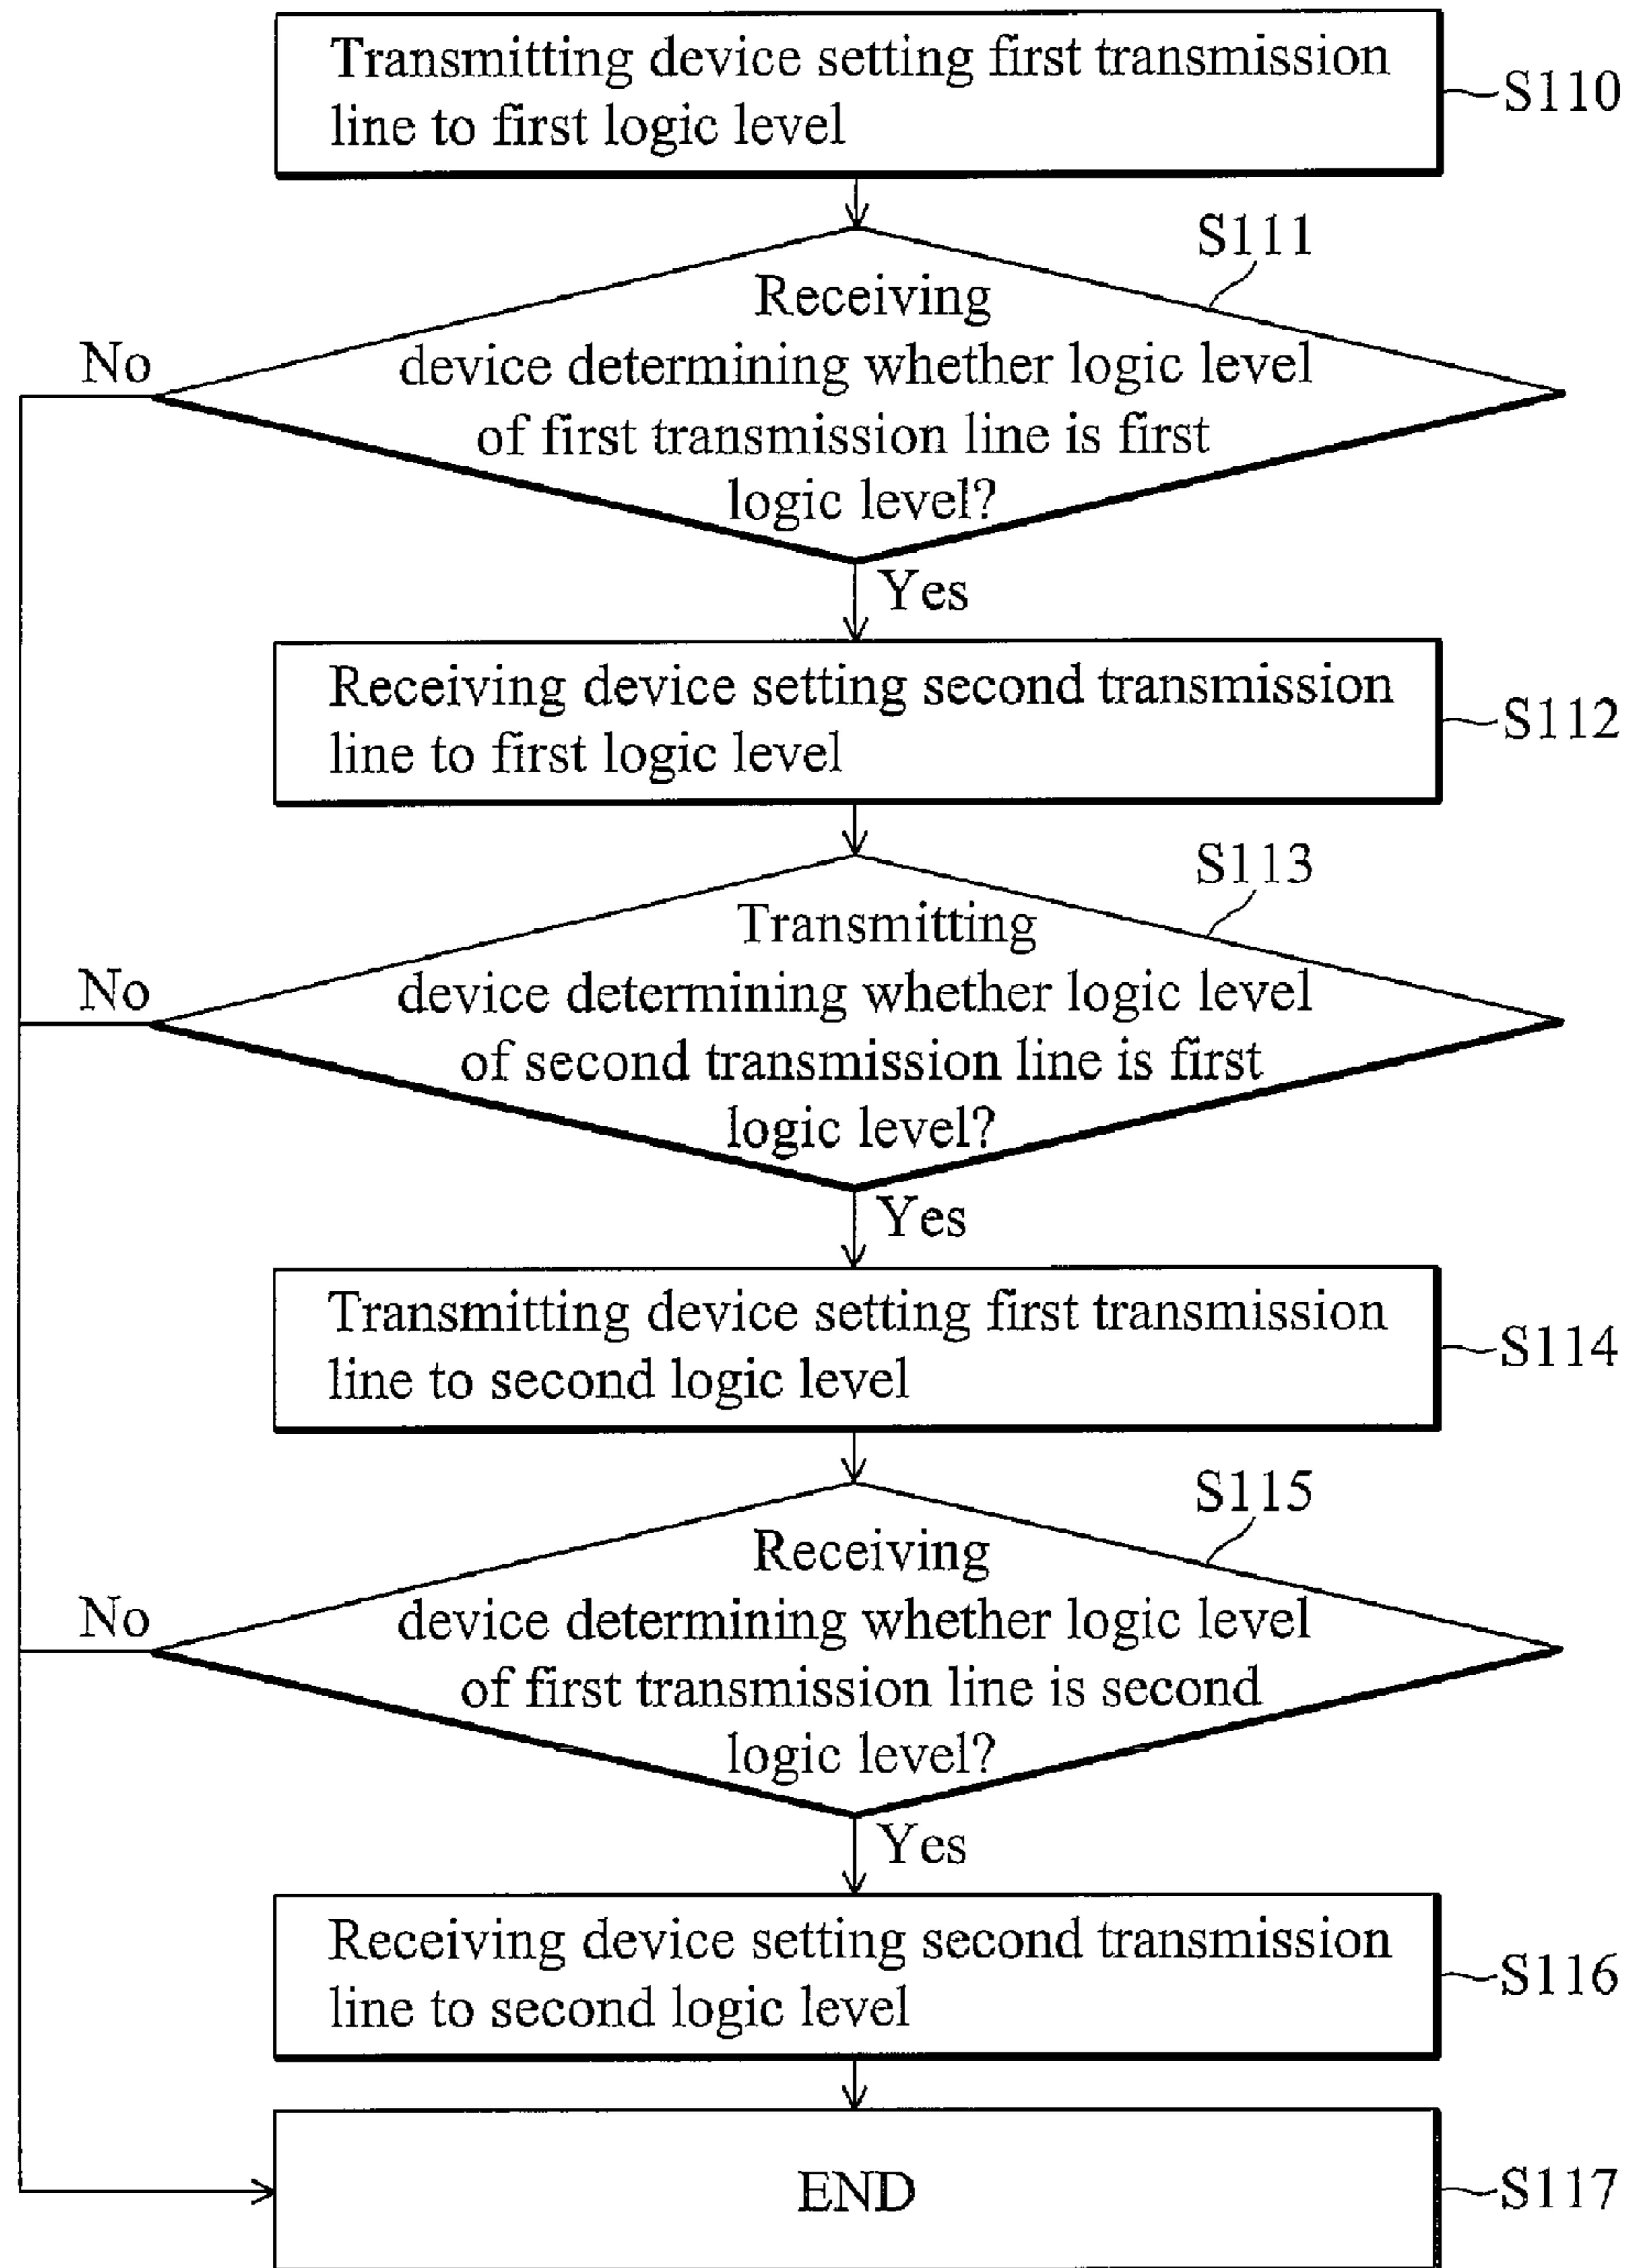 Transmitting device setting first transmission
line to first logic level
S110
S111
Receiving
device determining whether logic level
of first transmission line is first
logic level?
No
Yes
Receiving device setting second transmission
line to first logic level
S112
S113
Transmitting
device determining whether logic level
of second transmission line is first
logic level?
No
Yes
Transmitting device setting first transmission
line to second logic level
S114
S115
Receiving
device determining whether logic level
of first transmission line is second
logic level?
No
Yes
Receiving device setting second transmission
line to second logic level
S116
END
S117